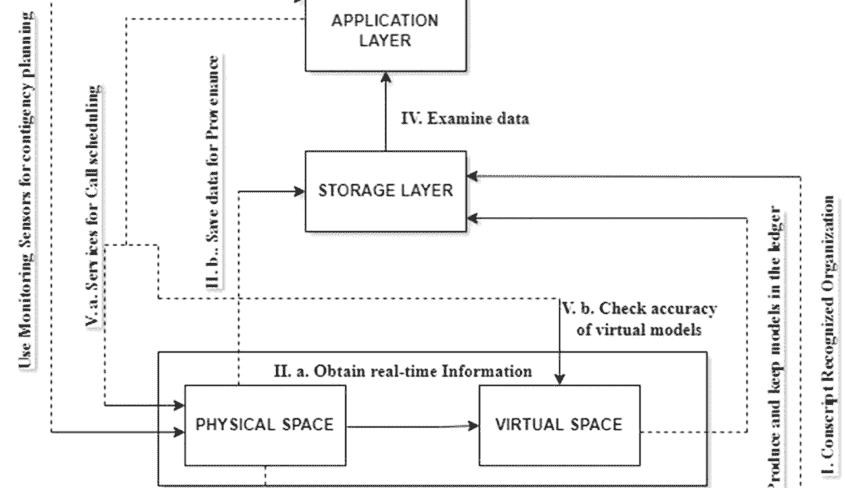 Use Monitoring Sensors for contigency planning
V. a. Services for Call scheduling
II. b.. Save data for Provenance
APPLICATION
LAYER
IV. Examine data
STORAGE LAYER
V. b. Check accuracy
of virtual models
II. a. Obtain real-time Information
PHYSICAL SPACE
VIRTUAL SPACE
Produce and keep models in the ledger
I. Conscript Recognized Organization